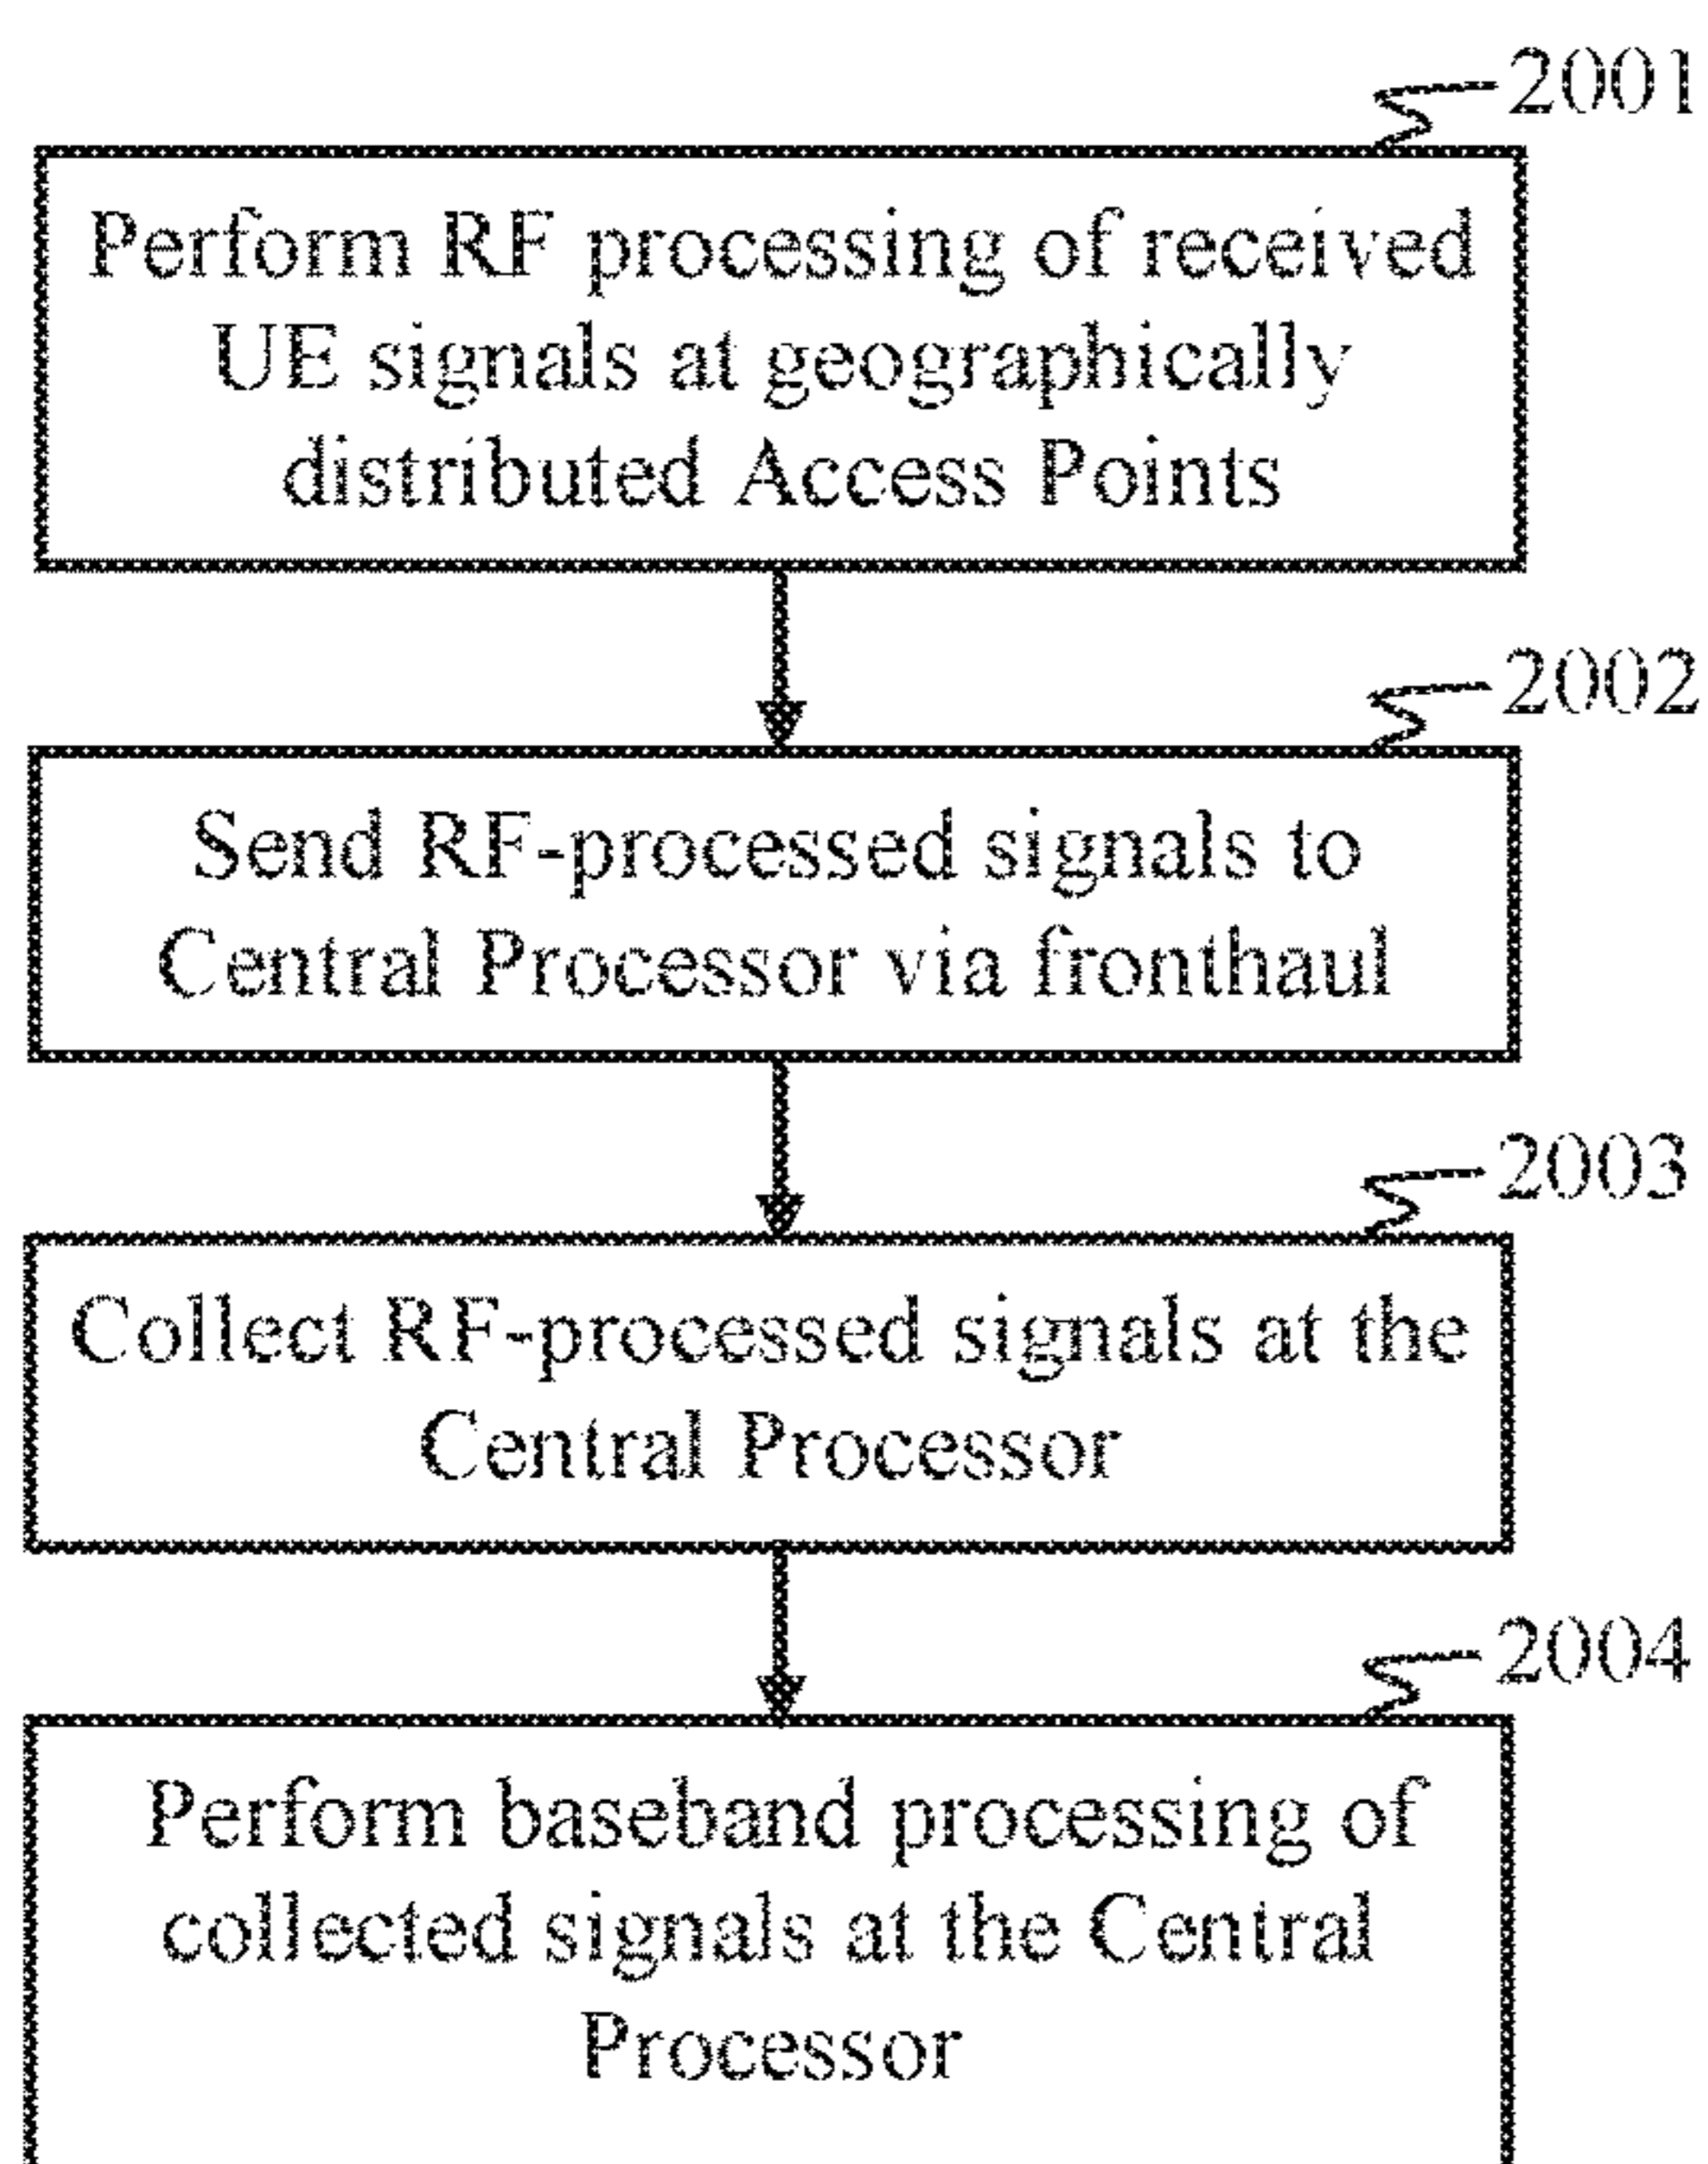 2001
Perform RF processing of received
UE signals at geographically
distributed Access Points
2002
Send RF-processed signals to
Central Processor via fronthaul
2003
Collect RF-processed signals at the
Central Processor
2004
Perform baseband processing of
collected signals at the Central
Processor